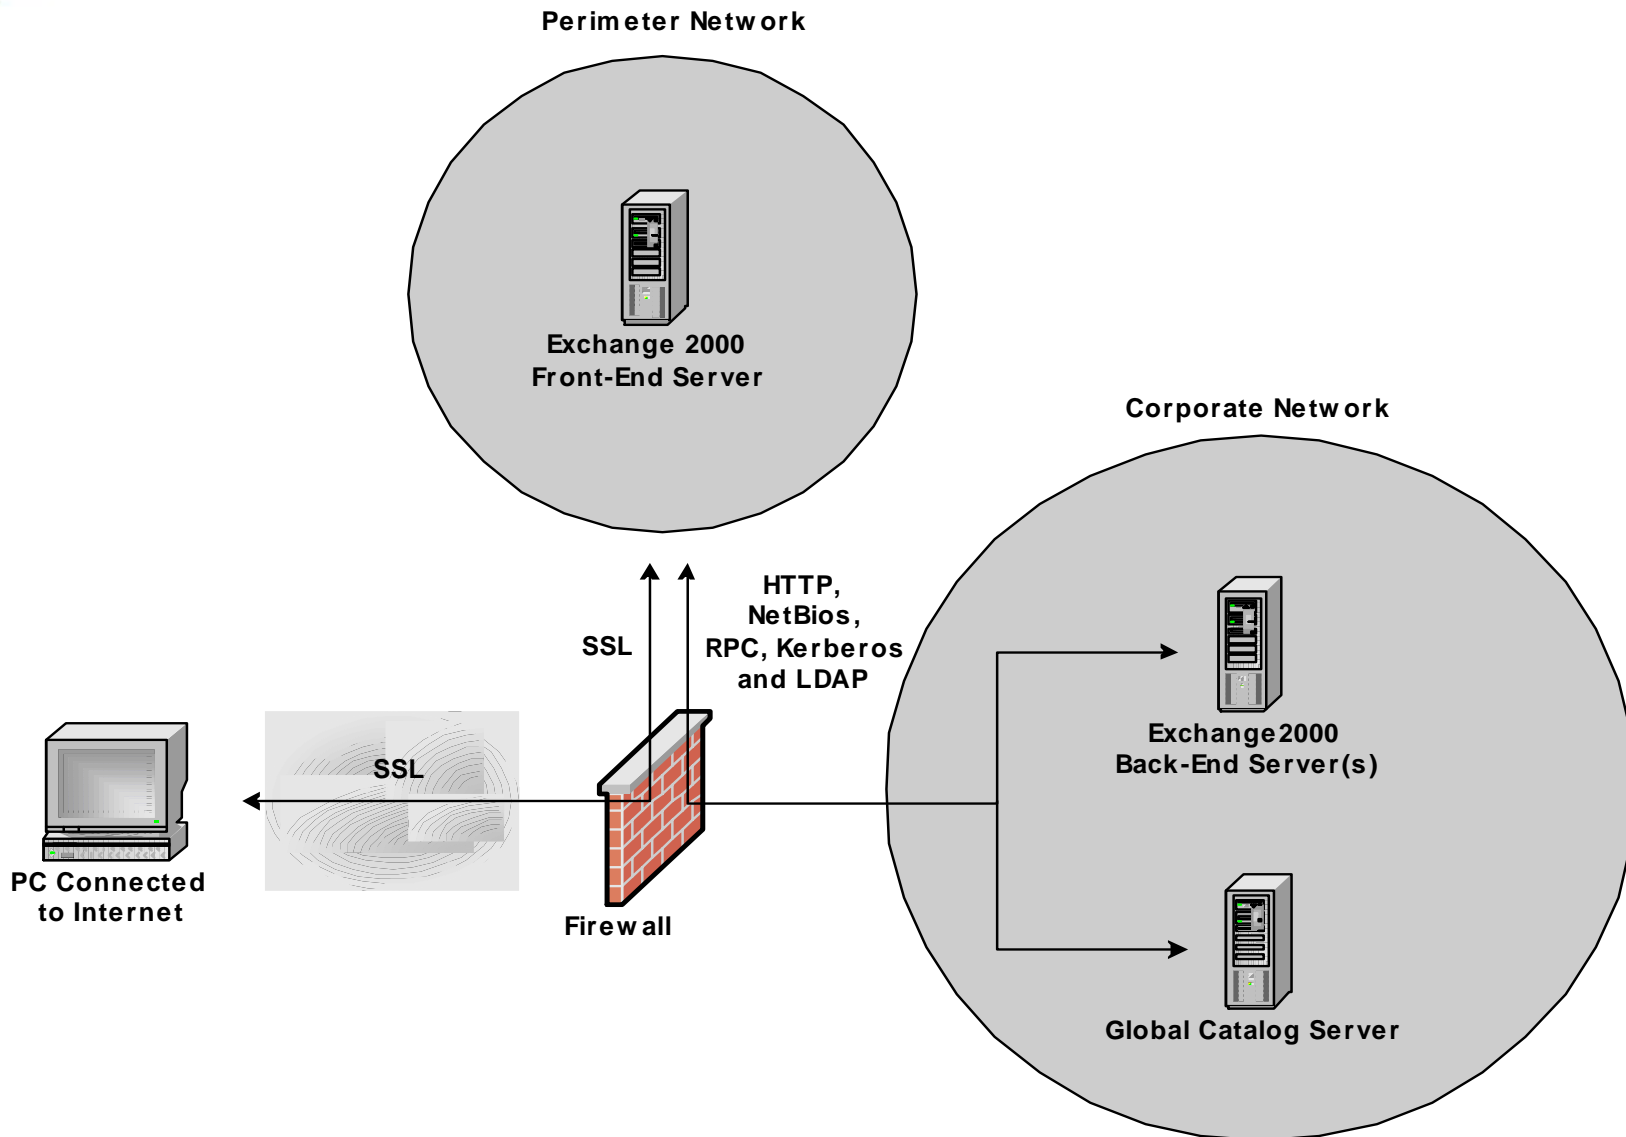 Perimeter Network
Exchange 2000
Front-End Server
Corporate Network
HTTP,
NetBios,
RPC, Kerberos
and LDAP
SSL
Exchange2000
Back-End Server(s)
SSL
PC Connected
to Internet
Firewall
Global Catalog Server